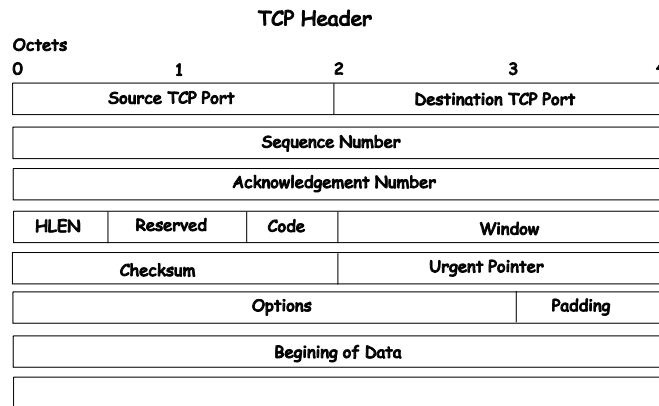 TCP Header
Octets
0 1 2 3 4
Source TCP Port Destination TCP Port
Sequence Number
Acknowledgement Number
HLEN Reserved Code Window
Checksum Urgent Pointer
Options Padding
Begining of Data